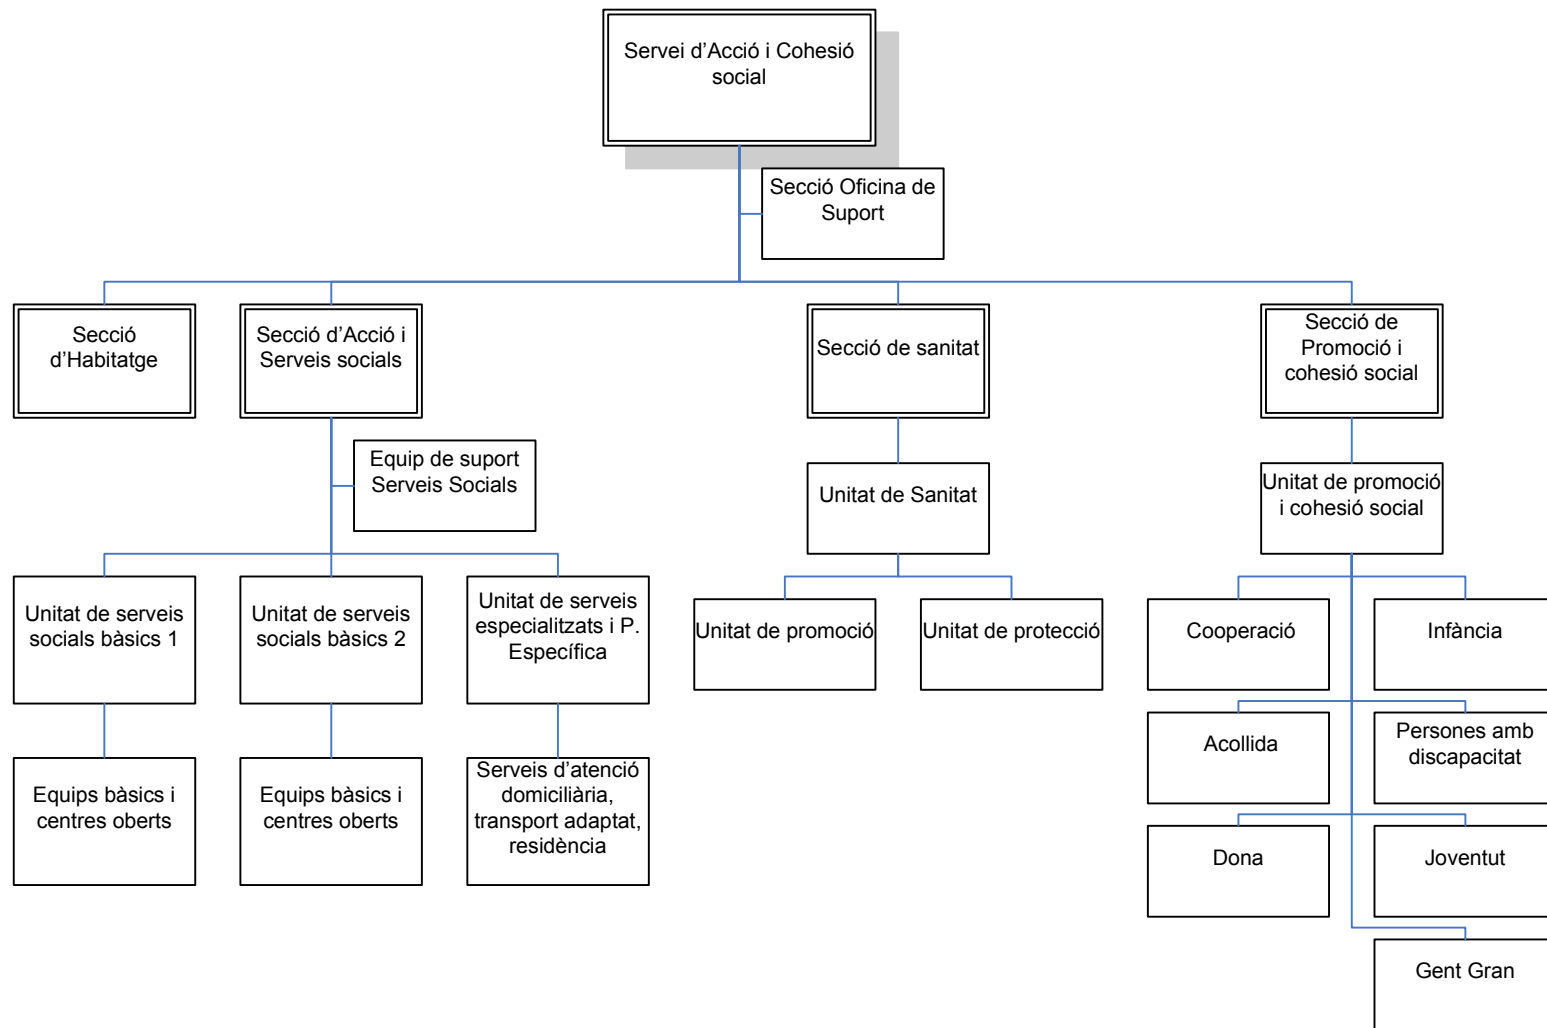 Servei d’Acció i Cohesió
social
Secció Oficina de
Suport
Secció
d’Habitatge
Secció d’Acció i
Serveis socials
Secció de sanitat
Secció de
Promoció i
cohesió social
Equip de suport
Serveis Socials
Unitat de Sanitat
Unitat de promoció
i cohesió social
Unitat de serveis
socials bàsics 1
Unitat de serveis
socials bàsics 2
Unitat de serveis
especialitzats i P.
Específica
Unitat de promoció
Unitat de protecció
Cooperació
Infància
Acollida
Persones amb
discapacitat
Equips bàsics i
centres oberts
Equips bàsics i
centres oberts
Serveis d’atenció
domiciliària,
transport adaptat,
residència
Dona
Joventut
Gent Gran